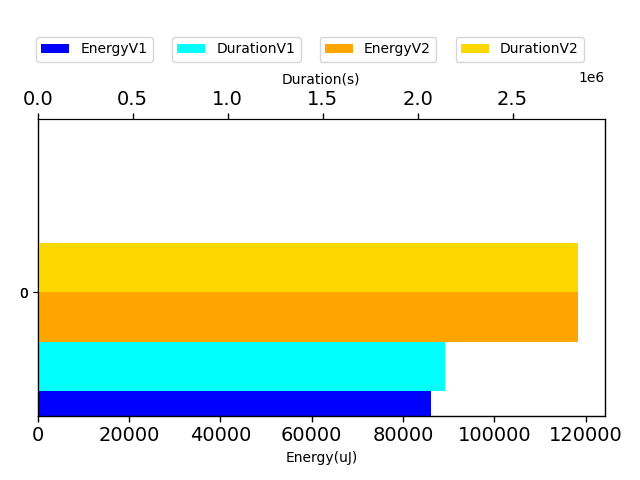 EnergyV1 DurationV1 EnergyV2 DurationV2
Duration(s)
1e6
0.0 0.5 1.0 1.5 2.0 2.5
0
0 20000 40000 60000 80000 100000 120000
Energy(uJ)